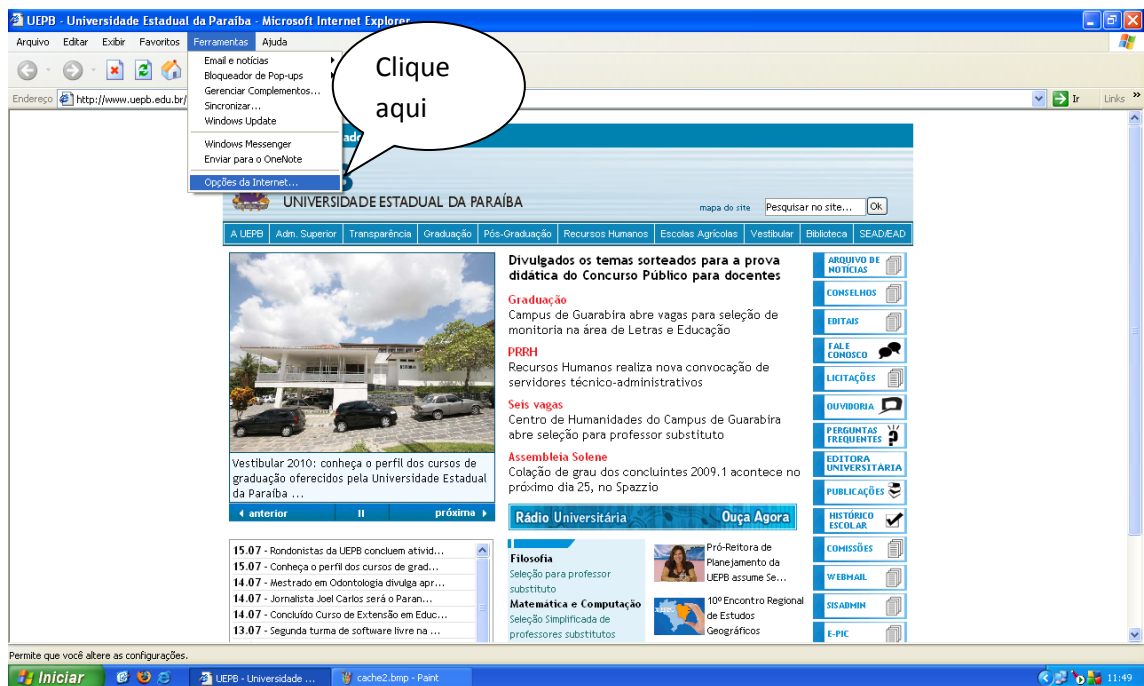 UEPB - Universidade Estadual da Paraíba - Microsoft Internet Explorer
Arquivo Editar Exibir Favoritos Ferramentas Ajuda
Email e notícias
Bloqueador de Pop-ups
Gerenciar Complementos...
Sincronizar...
Windows Update
Windows Messenger
Enviar para o OneNote
Opções da Internet...
Clique
aqui
Endereço http://www.uepb.edu.br/
Ir Links »
UNIVERSIDADE ESTADUAL DA PARAÍBA
mapa do site Pesquisar no site... Ok
A UEPB Adm. Superior Transparência Graduação Pós-Graduação Recursos Humanos Escolas Agrícolas Vestibular Biblioteca SEAD/EAD
Vestibular 2010: conheça o perfil dos cursos de
graduação oferecidos pela Universidade Estadual
da Paraíba ...
anterior próxima
15.07 - Rondonistas da UEPB concluem ativid...
15.07 - Conheça o perfil dos cursos de grad...
14.07 - Mestrado em Odontologia divulga apr...
14.07 - Jornalista Joel Carlos será o Paran...
14.07 - Concluído Curso de Extensão em Educ...
13.07 - Segunda turma de software livre na ...
Divulgados os temas sorteados para a prova
didática do Concurso Público para docentes
Graduação
Campus de Guarabira abre vagas para seleção de
monitoria na área de Letras e Educação
PRRH
Recursos Humanos realiza nova convocação de
servidores técnico-administrativos
Seis vagas
Centro de Humanidades do Campus de Guarabira
abre seleção para professor substituto
Assembleia Solene
Colação de grau dos concluintes 2009.1 acontece no
próximo dia 25, no Spazzio
Rádio Universitária Ouça Agora
Filosofia
Seleção para professor
substituto
Matemática e Computação
Seleção Simplificada de
professores substitutos
Pró-Reitora de
Planejamento da
UEPB assume Se...
10º Encontro Regional
de Estudos
Geográficos
ARQUIVO DE
NOTÍCIAS
CONSELHOS
EDITAIS
FALE
CONOSCO
LICITAÇÕES
OUVIDORIA
PERGUNTAS
FREQUENTES
EDITORA
UNIVERSITÁRIA
PUBLICAÇÕES
HISTÓRICO
ESCOLAR
COMISSÕES
WEBMAIL
SISADMIN
E-PIC
Permite que você altere as configurações.
Iniciar UEPB - Universidade ... cache2.bmp - Paint 11:49